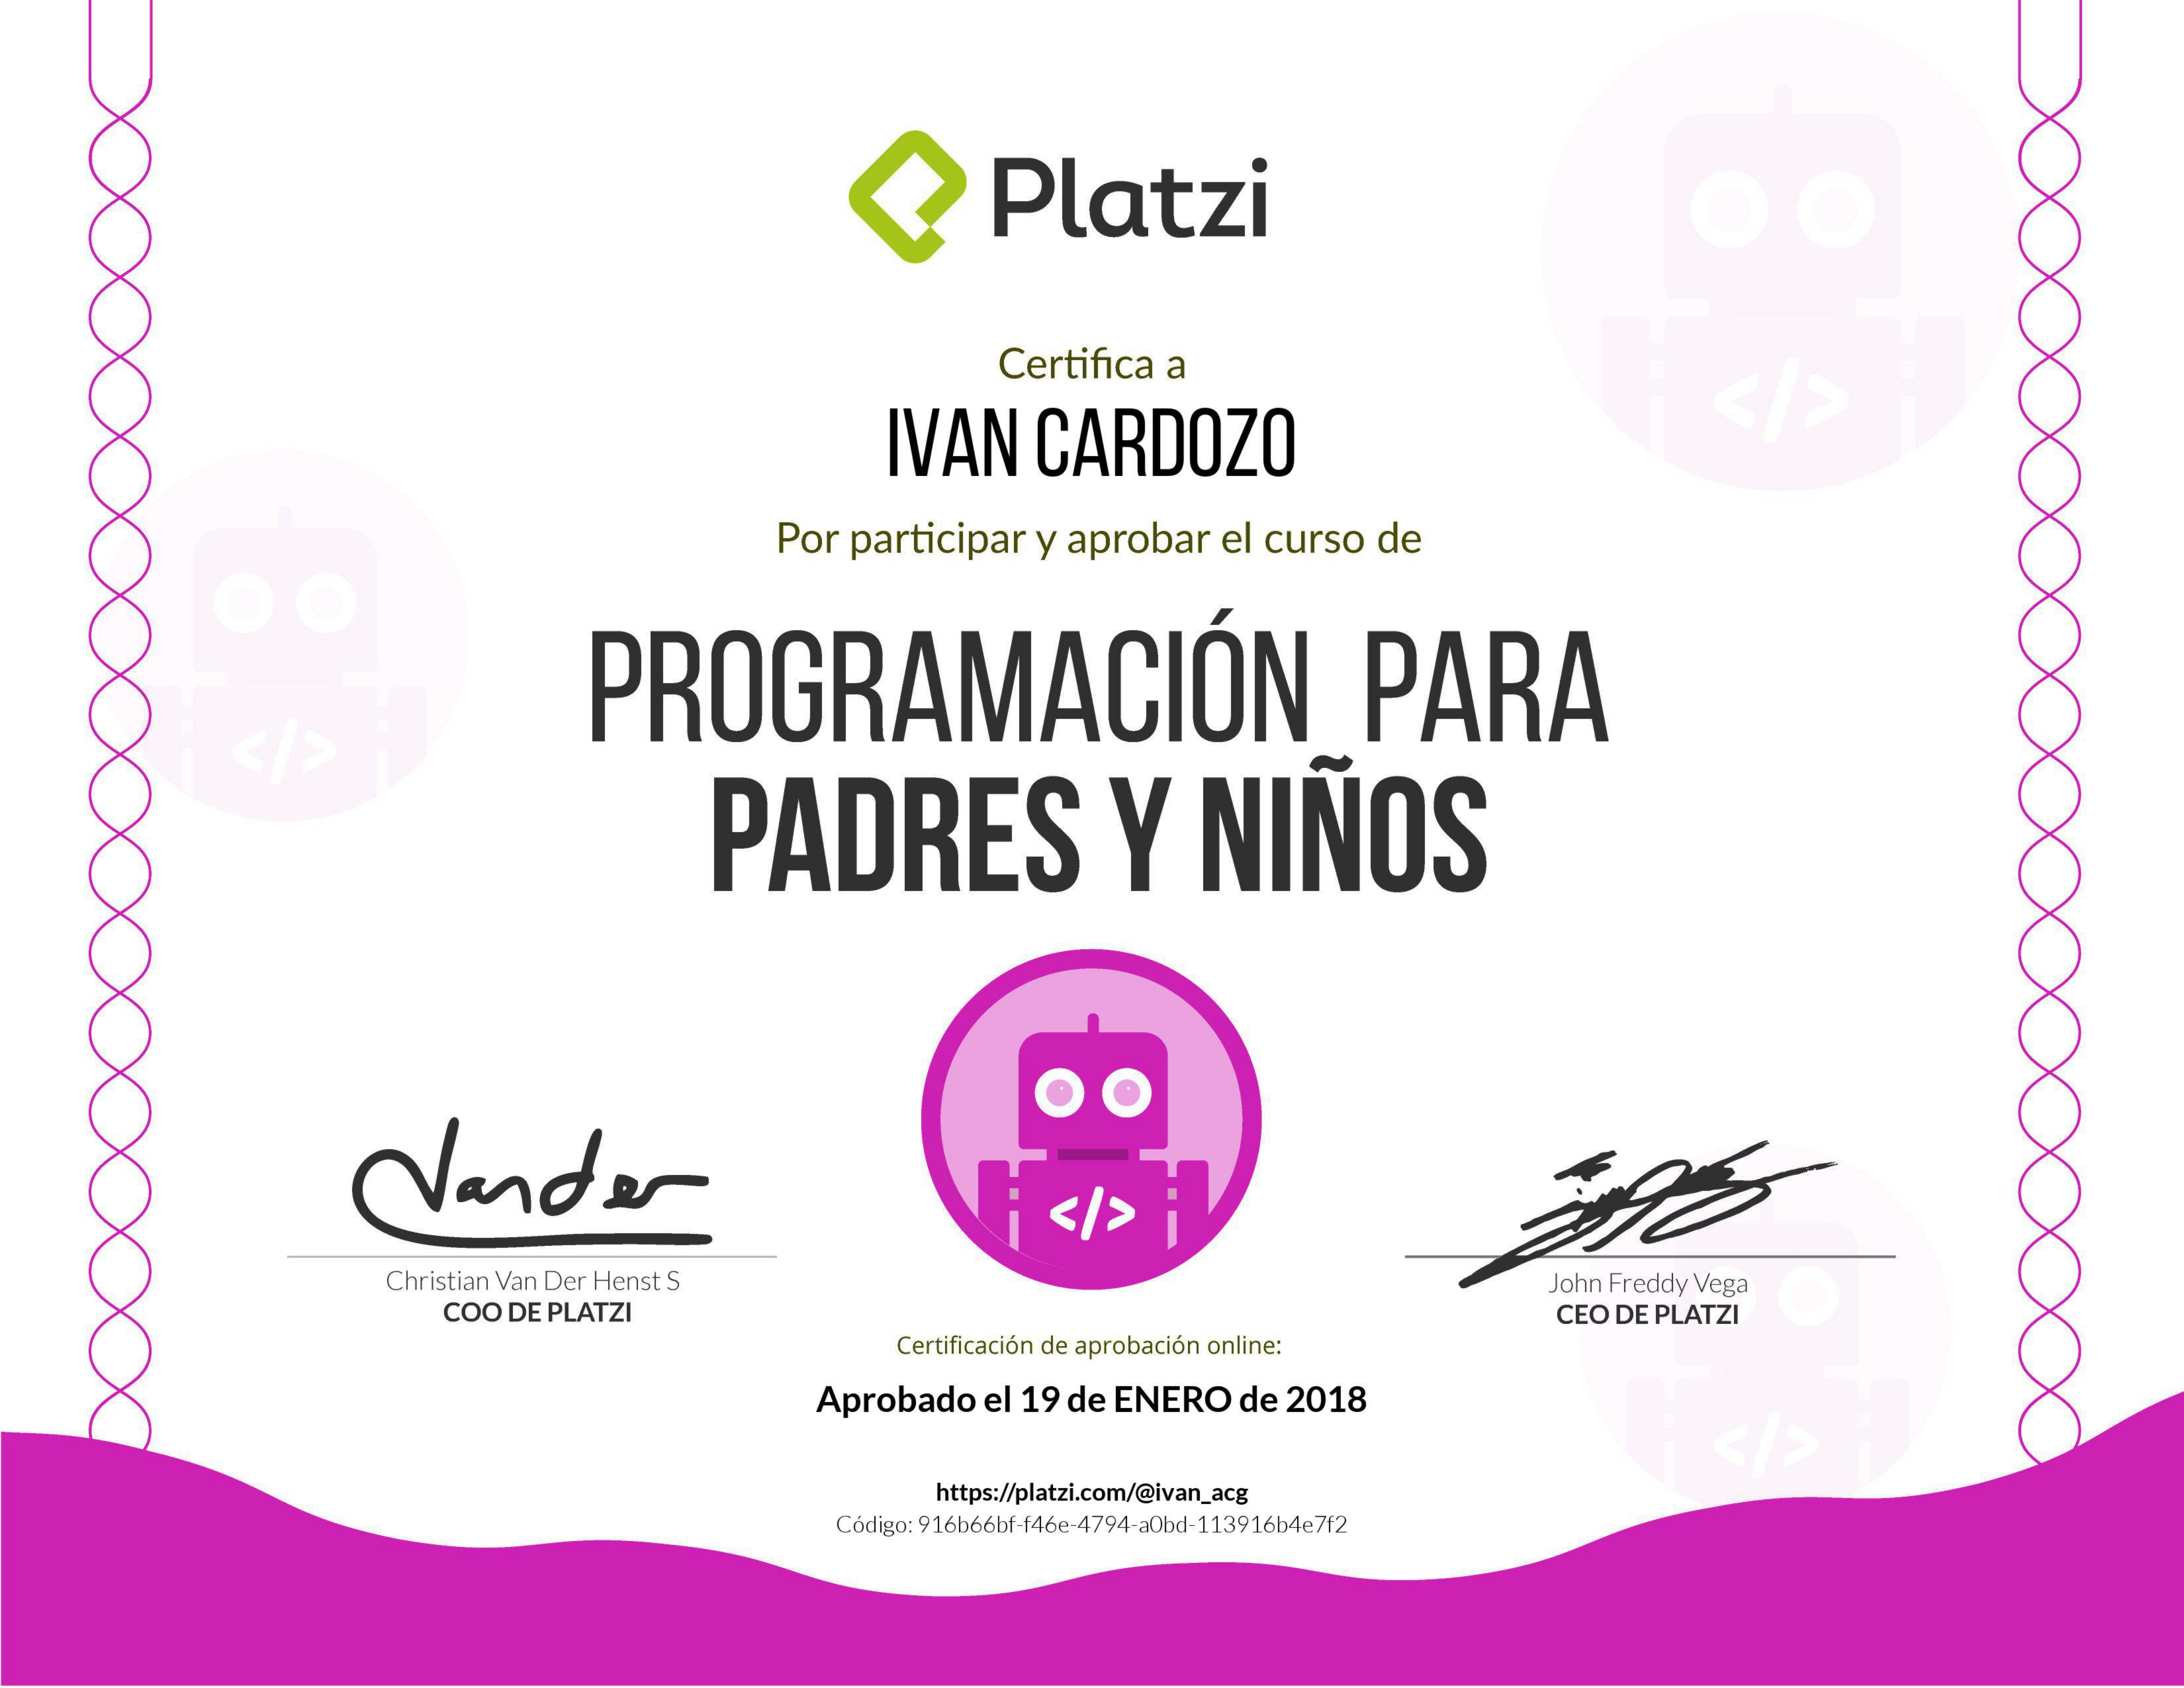 Platzi
Certifica a
IVAN CARDOZO
Por participar y aprobar el curso de
PROGRAMACIÓN PARA
PADRES Y NIÑOS
</>
</>
</>
Vander
Christian Van Der Henst S
COO DE PLATZI
John Freddy Vega
CEO DE PLATZI
</>
Certificación de aprobación online:
Aprobado el 19 de ENERO de 2018
https://platzi.com/@ivan_acg
Código: 916b66bf-f46e-4794-a0bd-113916b4e7f2